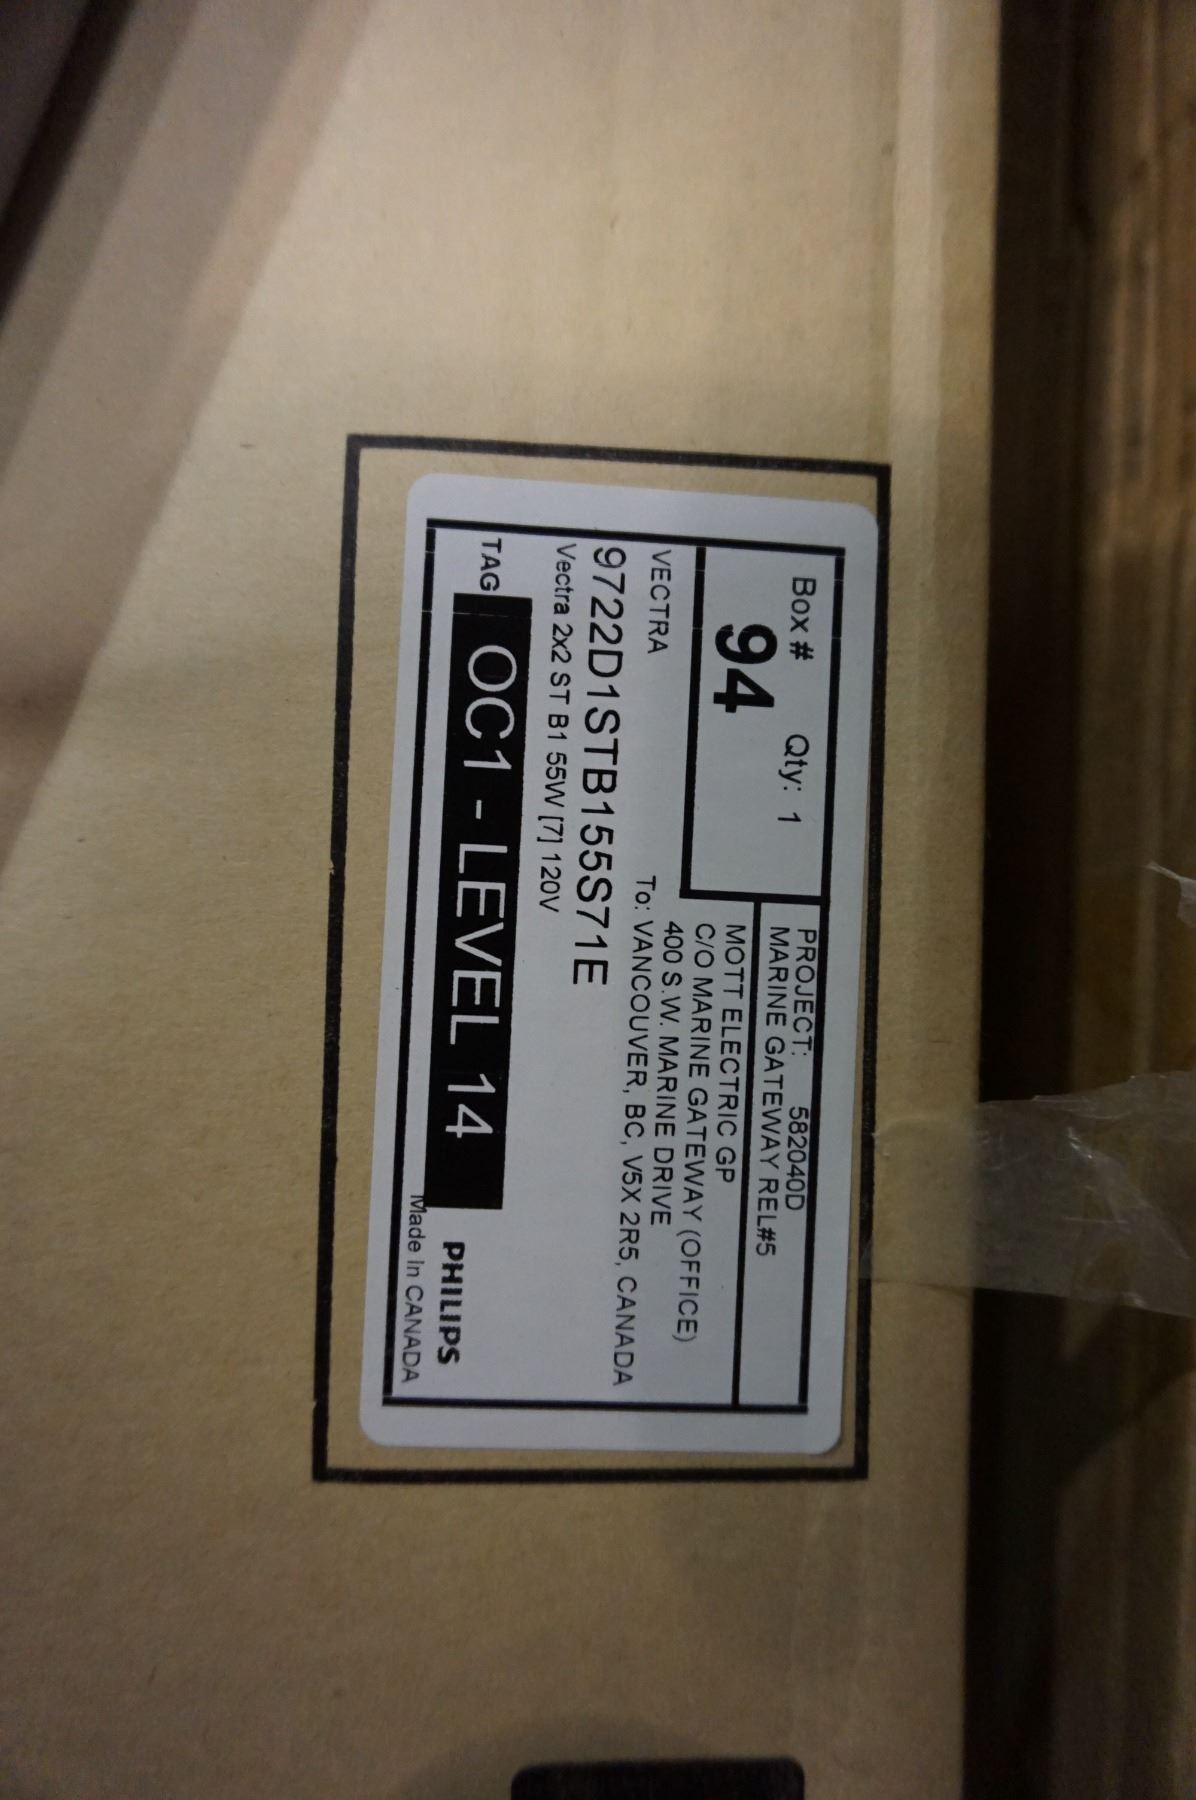 Box # Qty: 1
94
PROJECT: 582040D
MARINE GATEWAY REL#5
MOTT ELECTRIC GP
C/O MARINE GATEWAY (OFFICE)
400 S.W. MARINE DRIVE
To: VANCOUVER, BC, V5X 2R5, CANADA
VECTRA
9722D1STB155S71E
Vectra 2x2 ST B1 55W [7] 120V
TAG OC1 - LEVEL 14
PHILIPS
Made in CANADA